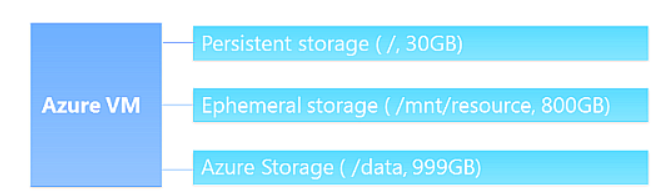 Persistent storage ( /, 30GB)
Azure VM
Ephemeral storage ( /mnt/resource, 800GB)
Azure Storage ( /data, 999GB)